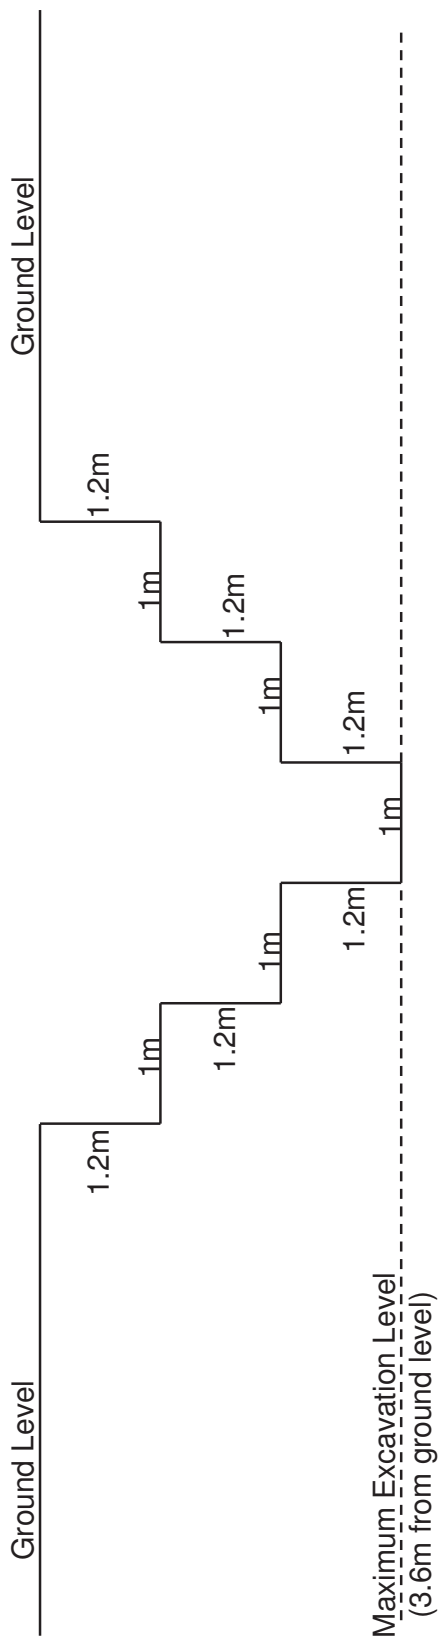 Ground Level
Ground Level
1.2m
1.2m
1m
1m
1.2m
1.2m
1m
1m
1.2m
1.2m
1m
Maximum Excavation Level
(3.6m from ground level)